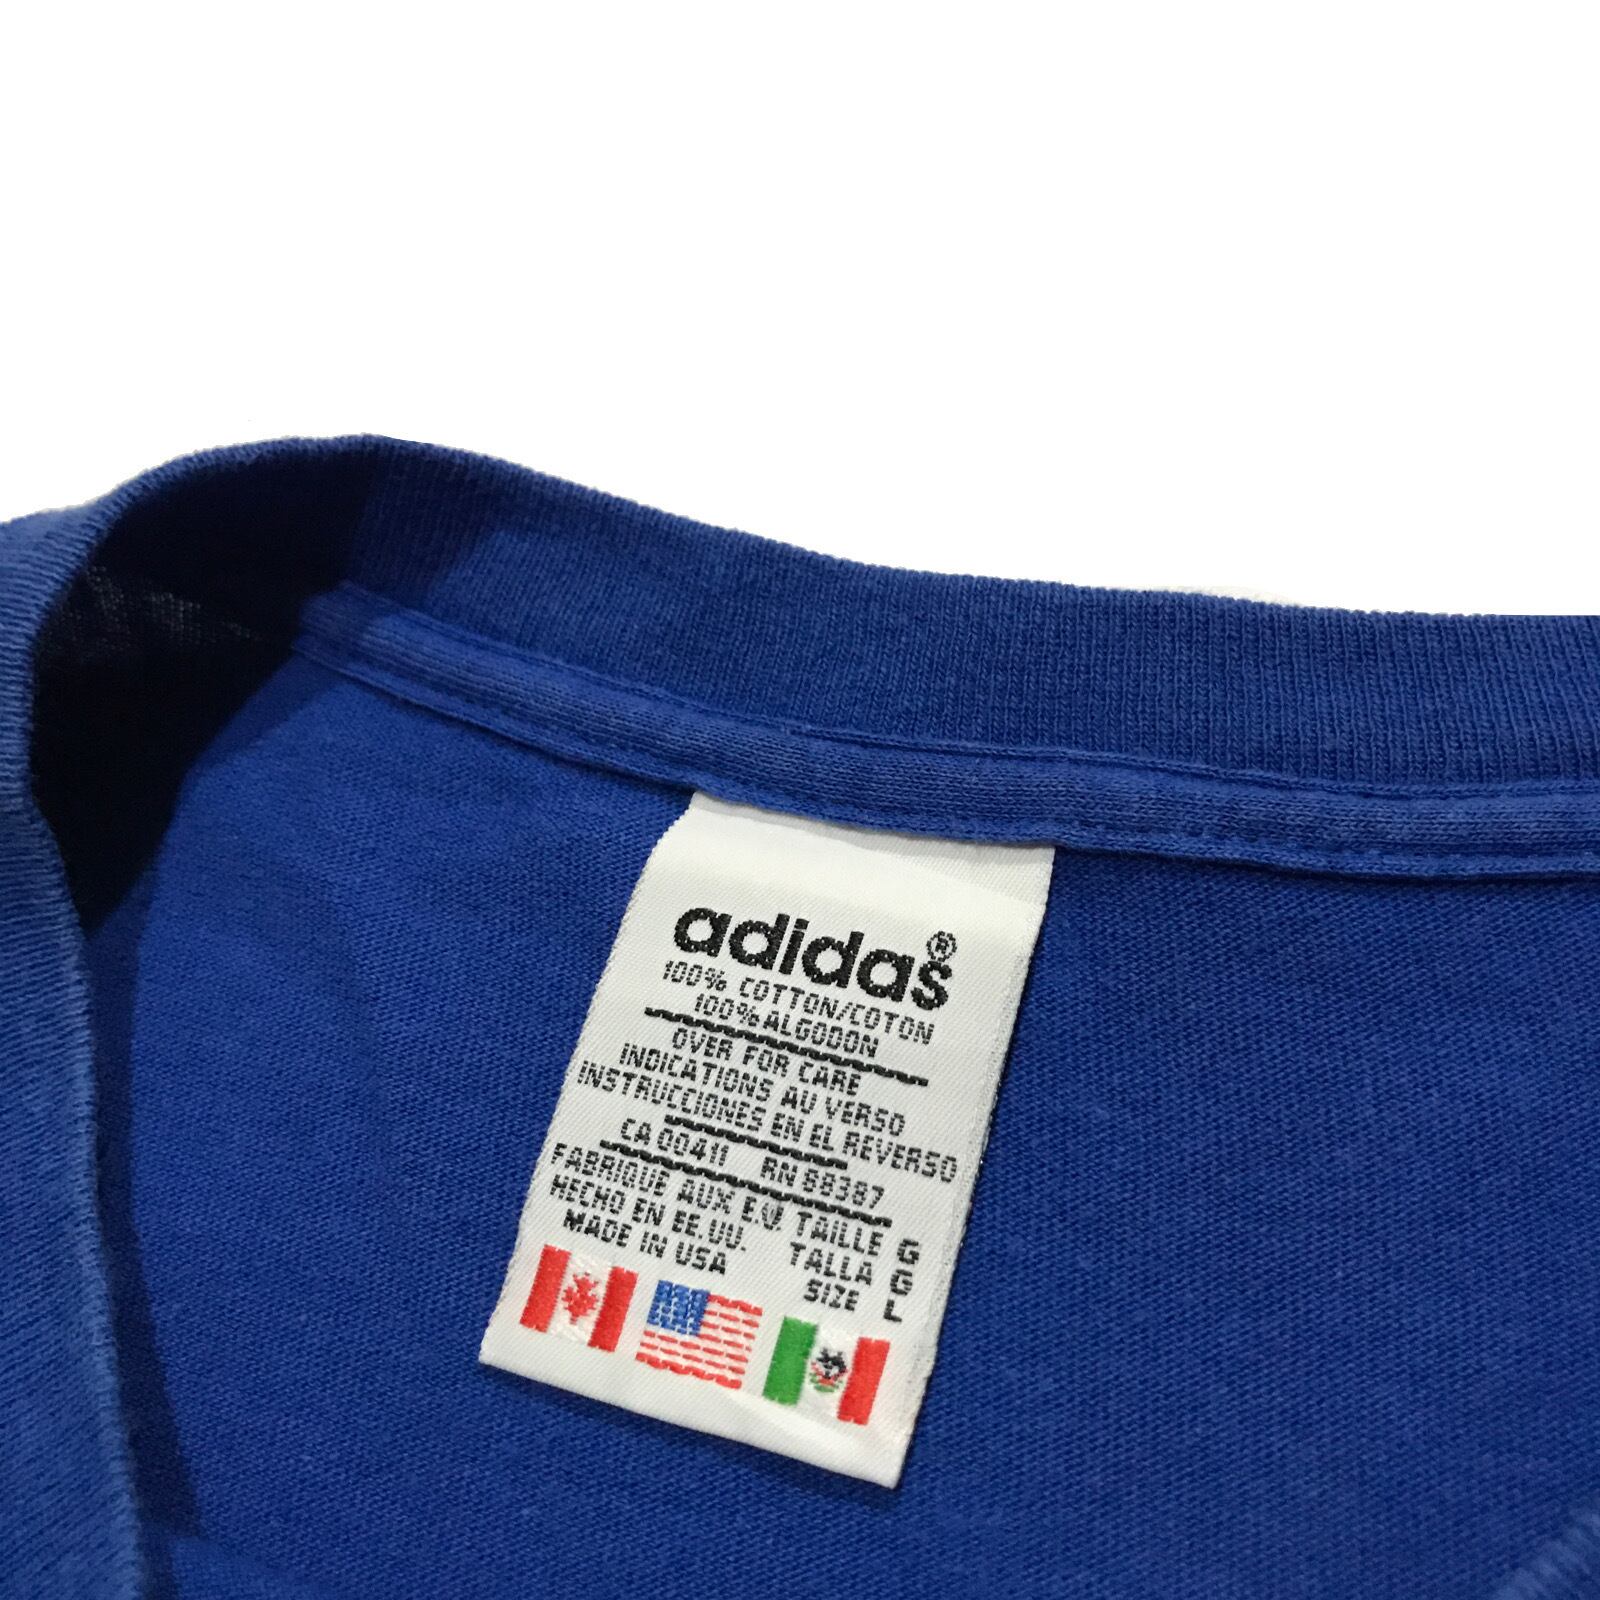 adidas®
100% COTTON/COTON
100% ALGODON
OVER FOR CARE
INDICATIONS AU VERSO
INSTRUCCIONES EN EL REVERSO
CA 00411 RN 88387
FABRIQUE AUX E.U TAILLE G
HECHO EN EE.UU. TALLA G
MADE IN USA SIZE L